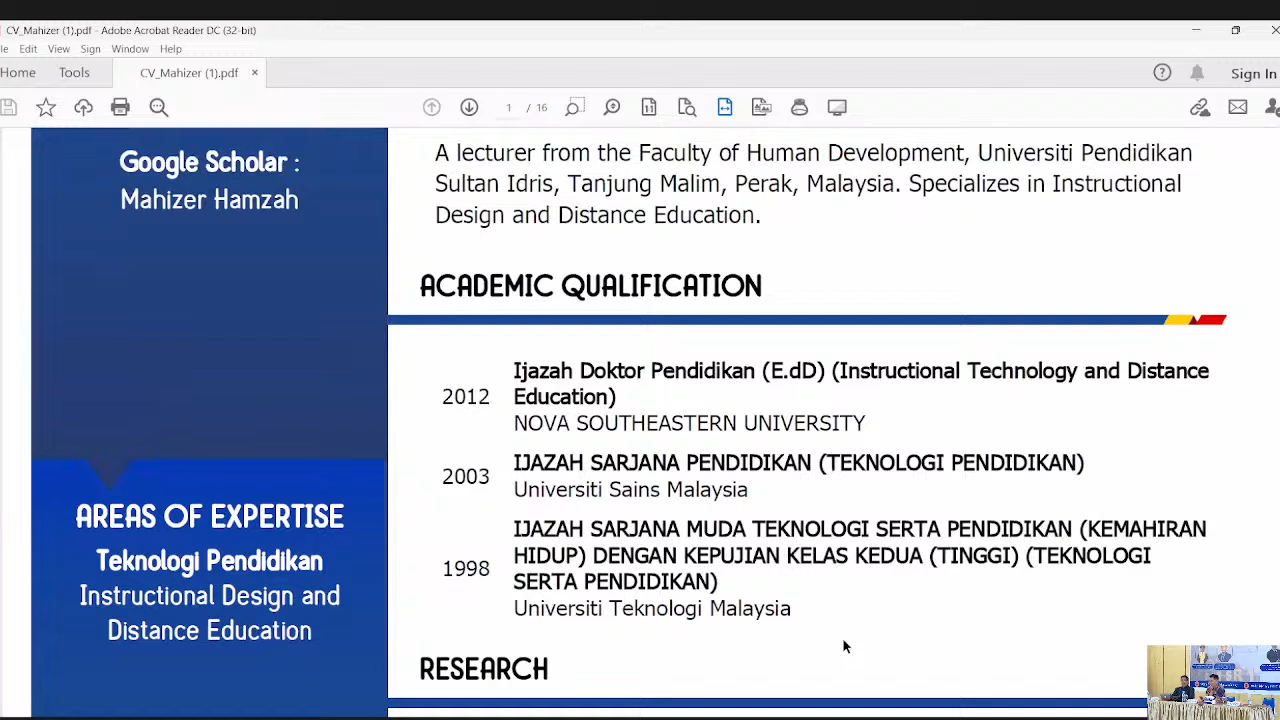 CV_Mahizer (1).pdf - Adobe Acrobat Reader DC (32-bit)
le Edit View Sign Window Help
Home Tools CV_Mahizer (1).pdf × Sign In
1 / 16
Google Scholar :
Mahizer Hamzah
AREAS OF EXPERTISE
Teknologi Pendidikan
Instructional Design and
Distance Education
A lecturer from the Faculty of Human Development, Universiti Pendidikan
Sultan Idris, Tanjung Malim, Perak, Malaysia. Specializes in Instructional
Design and Distance Education.
ACADEMIC QUALIFICATION
Ijazah Doktor Pendidikan (E.dD) (Instructional Technology and Distance
Education)
2012
NOVA SOUTHEASTERN UNIVERSITY
IJAZAH SARJANA PENDIDIKAN (TEKNOLOGI PENDIDIKAN)
2003
Universiti Sains Malaysia
IJAZAH SARJANA MUDA TEKNOLOGI SERTA PENDIDIKAN (KEMAHIRAN
HIDUP) DENGAN KEPUJIAN KELAS KEDUA (TINGGI) (TEKNOLOGI
1998
SERTA PENDIDIKAN)
Universiti Teknologi Malaysia
RESEARCH